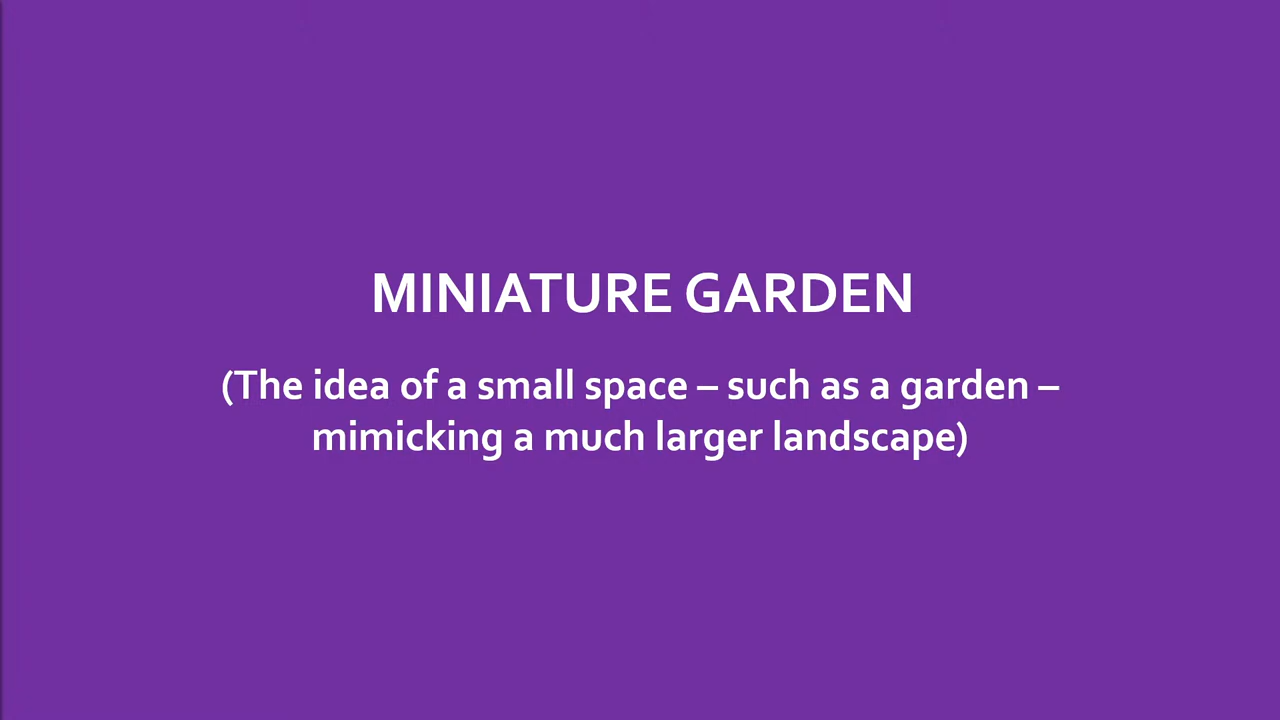 MINIATURE GARDEN
(The idea of a small space – such as a garden –
mimicking a much larger landscape)